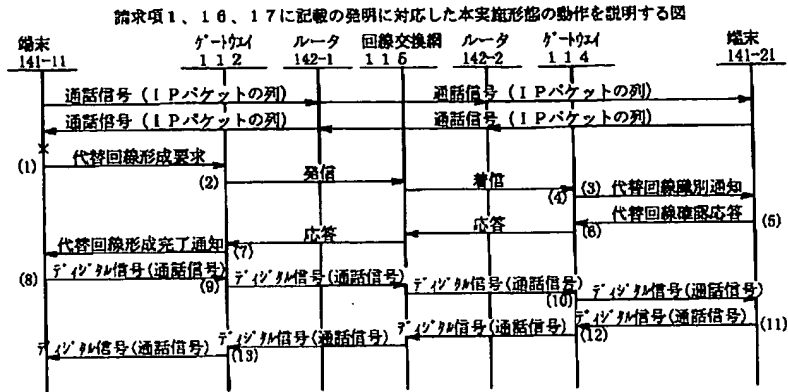 請求項1、16、17に記載の発明に対応した本実施形態の動作を説明する図
端末 ゲートウエイ ルータ 回線交換網 ルータ ゲートウエイ 端末
141-11 112 142-1 115 142-2 114 141-21
通話信号(IPパケットの列) 通話信号(IPパケットの列)
通話信号(IPパケットの列) 通話信号(IPパケットの列)
(1) 代替回線形成要求
(2) 発信 着信 (4) (3) 代替回線識別通知
代替回線確認応答 (5)
応答 応答 (6)
代替回線形成完了通知 (7)
(8) ディジタル信号(通話信号) (9) ディジタル信号(通話信号) ディジタル信号(通話信号) (10) ディジタル信号(通話信号)
ディジタル信号(通話信号) (13) ディジタル信号(通話信号) ディジタル信号(通話信号) (12) ディジタル信号(通話信号) (11)